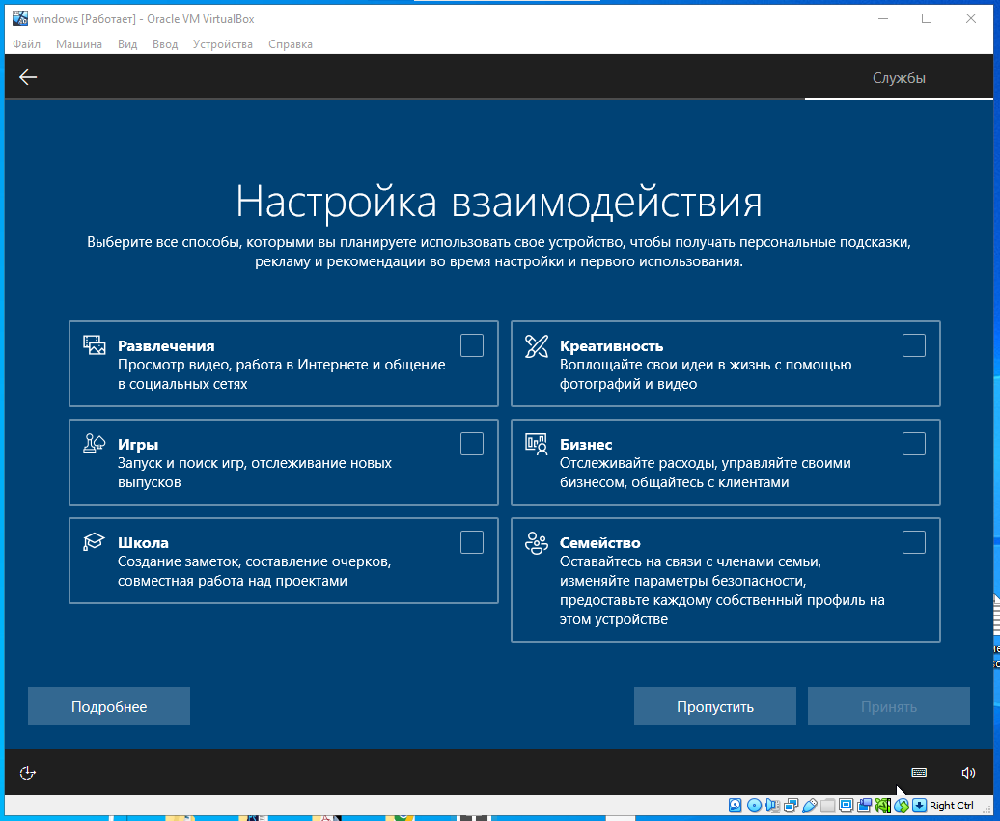 windows [Работает] - Oracle VM VirtualBox
Файл Машина Вид Ввод Устройства Справка
Службы
Настройка взаимодействия
Выберите все способы, которыми вы планируете использовать свое устройство, чтобы получать персональные подсказки,
рекламу и рекомендации во время настройки и первого использования.
Развлечения
Просмотр видео, работа в Интернете и общение
в социальных сетях
Креативность
Воплощайте свои идеи в жизнь с помощью
фотографий и видео
Игры
Запуск и поиск игр, отслеживание новых
выпусков
Бизнес
Отслеживайте расходы, управляйте своими
бизнесом, общайтесь с клиентами
Школа
Создание заметок, составление очерков,
совместная работа над проектами
Семейство
Оставайтесь на связи с членами семьи,
изменяйте параметры безопасности,
предоставьте каждому собственный профиль на
этом устройстве
Подробнее
Пропустить
Принять
Right Ctrl